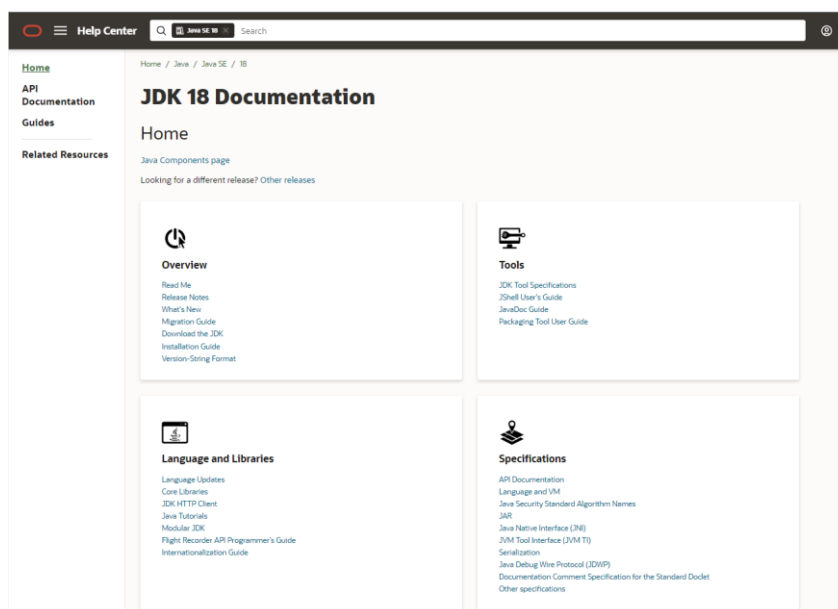 Help Center
Java SE 18
Search
Home
API
Documentation
Guides
Related Resources
Home / Java / Java SE / 18
JDK 18 Documentation
Home
Java Components page
Looking for a different release? Other releases
Overview
Read Me
Release Notes
What's New
Migration Guide
Download the JDK
Installation Guide
Version-String Format
Tools
JDK Tool Specifications
JShell User's Guide
JavaDoc Guide
Packaging Tool User Guide
Language and Libraries
Language Updates
Core Libraries
JDK HTTP Client
Java Tutorials
Modular JDK
Flight Recorder API Programmer's Guide
Internationalization Guide
Specifications
API Documentation
Language and VM
Java Security Standard Algorithm Names
JAR
Java Native Interface (JNI)
JVM Tool Interface (JVM TI)
Serialization
Java Debug Wire Protocol (JDWP)
Documentation Comment Specification for the Standard Doclet
Other specifications